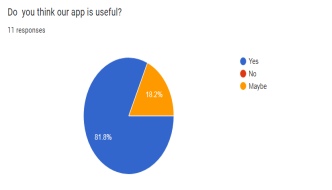 Do you think our app is useful?
11 responses
Yes
No
Maybe
18.2%
81.8%